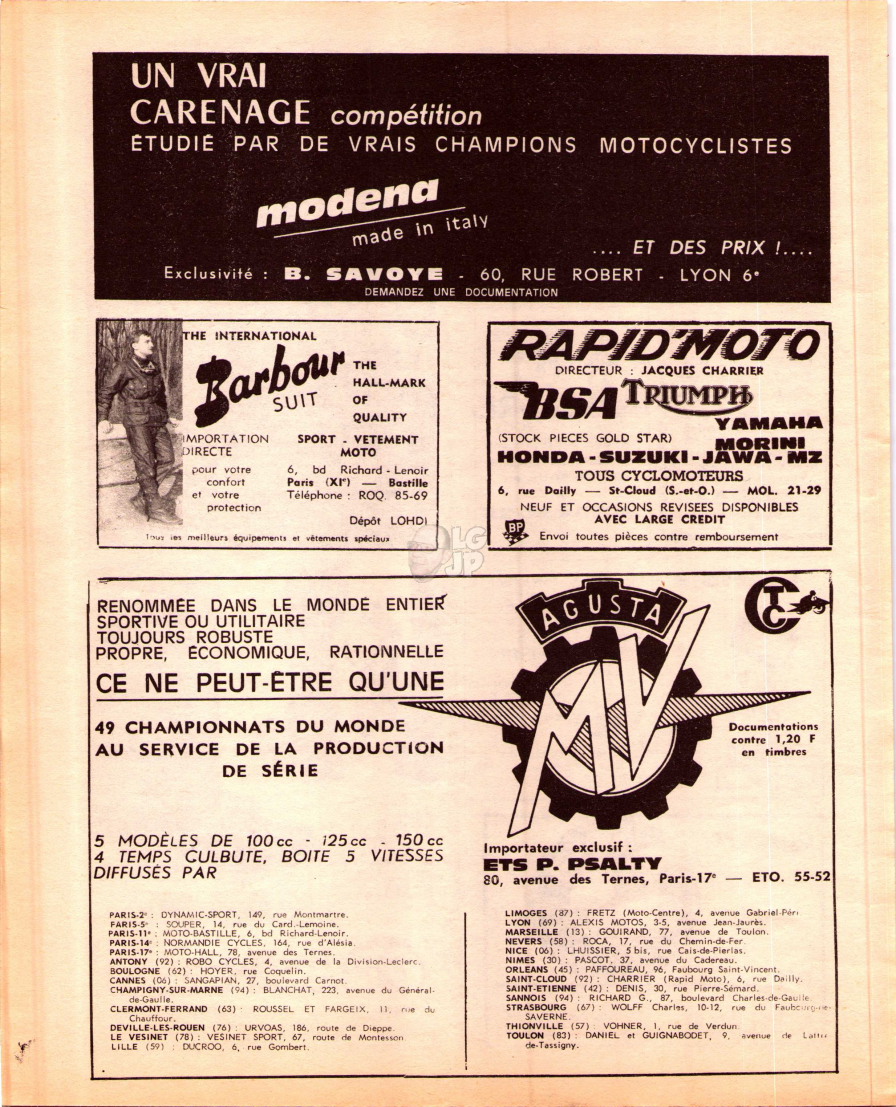 UN VRAI
CARENAGE compétition
ÉTUDIÉ PAR DE VRAIS CHAMPIONS MOTOCYCLISTES
modena
made in italy
.... ET DES PRIX !....
Exclusivité : B. SAVOYE - 60, RUE ROBERT - LYON 6e
DEMANDEZ UNE DOCUMENTATION
THE INTERNATIONAL
Barbour
SUIT
THE
HALL-MARK
OF
QUALITY
IMPORTATION
DIRECTE
pour votre
confort
et votre
protection
SPORT - VETEMENT
MOTO
6, bd Richard-Lenoir
Paris (XIe) — Bastille
Téléphone : ROQ. 85-69
Dépôt LOHDI
Tous les meilleurs équipements et vêtements spéciaux
RAPID'MOTO
DIRECTEUR : JACQUES CHARRIER
BSA TRIUMPH
YAMAHA
(STOCK PIECES GOLD STAR) MORINI
HONDA - SUZUKI - JAWA - MZ
TOUS CYCLOMOTEURS
6, rue Dailly — St-Cloud (S.-et-O.) — MOL. 21-29
NEUF ET OCCASIONS REVISEES DISPONIBLES
AVEC LARGE CREDIT
BP
Envoi toutes pièces contre remboursement
LG
JP
RENOMMÉE DANS LE MONDE ENTIER
SPORTIVE OU UTILITAIRE
TOUJOURS ROBUSTE
PROPRE, ÉCONOMIQUE, RATIONNELLE
CE NE PEUT-ÊTRE QU'UNE
AGUSTA
MV
TCC
49 CHAMPIONNATS DU MONDE
AU SERVICE DE LA PRODUCTION
DE SÉRIE
Documentations
contre 1,20 F
en timbres
5 MODÈLES DE 100cc - 125cc - 150cc
4 TEMPS CULBUTE, BOITE 5 VITESSES
DIFFUSÉS PAR
Importateur exclusif :
ETS P. PSALTY
80, avenue des Ternes, Paris-17e — ETO. 55-52
PARIS-2e : DYNAMIC-SPORT, 149, rue Montmartre.
PARIS-5e : SOUPER, 14, rue du Card.-Lemoine.
PARIS-11e : MOTO-BASTILLE, 6, bd Richard-Lenoir.
PARIS-14e : NORMANDIE CYCLES, 164, rue d'Alésia.
PARIS-17e : MOTO-HALL, 78, avenue des Ternes.
ANTONY (92) : ROBO CYCLES, 4, avenue de la Division-Leclerc.
BOULOGNE (62) : HOYER, rue Coquelin.
CANNES (06) : SANGAPIAN, 27, boulevard Carnot.
CHAMPIGNY-SUR-MARNE (94) : BLANCHAT, 223, avenue du Général-
de-Gaulle.
CLERMONT-FERRAND (63) : ROUSSEL ET FARGEIX, 11, rue du
Chauffour.
DEVILLE-LES-ROUEN (76) : URVOAS, 186, route de Dieppe.
LE VESINET (78) : VESINET SPORT, 67, route de Montesson
LILLE (59) : DUCROO, 6, rue Gombert.
LIMOGES (87) : FRETZ (Moto-Centre), 4, avenue Gabriel-Péri
LYON (69) : ALEXIS MOTOS, 3-5, avenue Jean-Jaurès.
MARSEILLE (13) : GOUIRAND, 77, avenue de Toulon.
NEVERS (58) : ROCA, 17, rue du Chemin-de-Fer.
NICE (06) : LHUISSIER, 5 bis, rue Cais-de-Pierlas.
NIMES (30) : PASCOT, 37, avenue du Cadereau.
ORLEANS (45) : PAFFOUREAU, 96, Faubourg Saint-Vincent.
SAINT-CLOUD (92) : CHARRIER (Rapid Moto), 6, rue Dailly.
SAINT-ETIENNE (42) : DENIS, 30, rue Pierre-Sémard.
SANNOIS (94) : RICHARD G., 87, boulevard Charles-de-Gaulle.
STRASBOURG (67) : WOLFF Charles, 10-12, rue du Faubourg-de-
SAVERNE.
THIONVILLE (57) : VOHNER, 1, rue de Verdun.
TOULON (83) : DANIEL et GUIGNABODET, 9, avenue de Lattre
de-Tassigny.